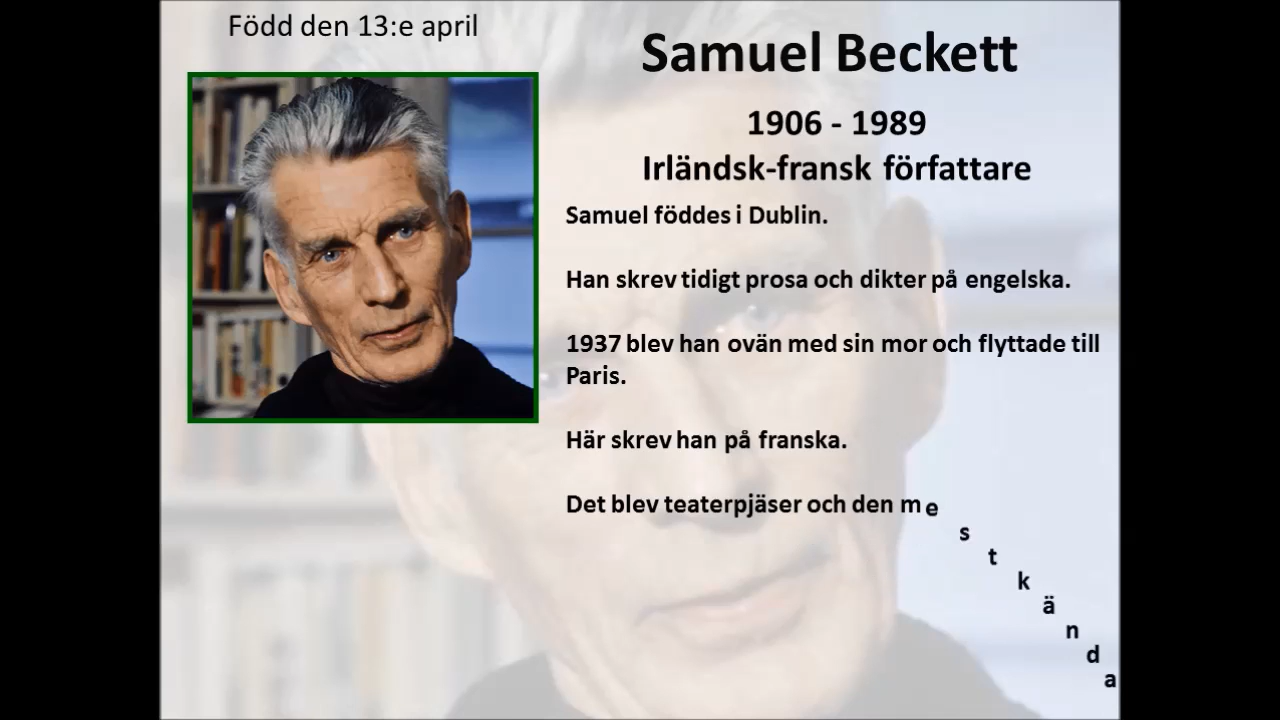 Född den 13:e april
Samuel Beckett
1906 - 1989
Irländsk-fransk författare
Samuel föddes i Dublin.
Han skrev tidigt prosa och dikter på engelska.
1937 blev han ovän med sin mor och flyttade till
Paris.
Här skrev han på franska.
Det blev teaterpjäser och den mestkända